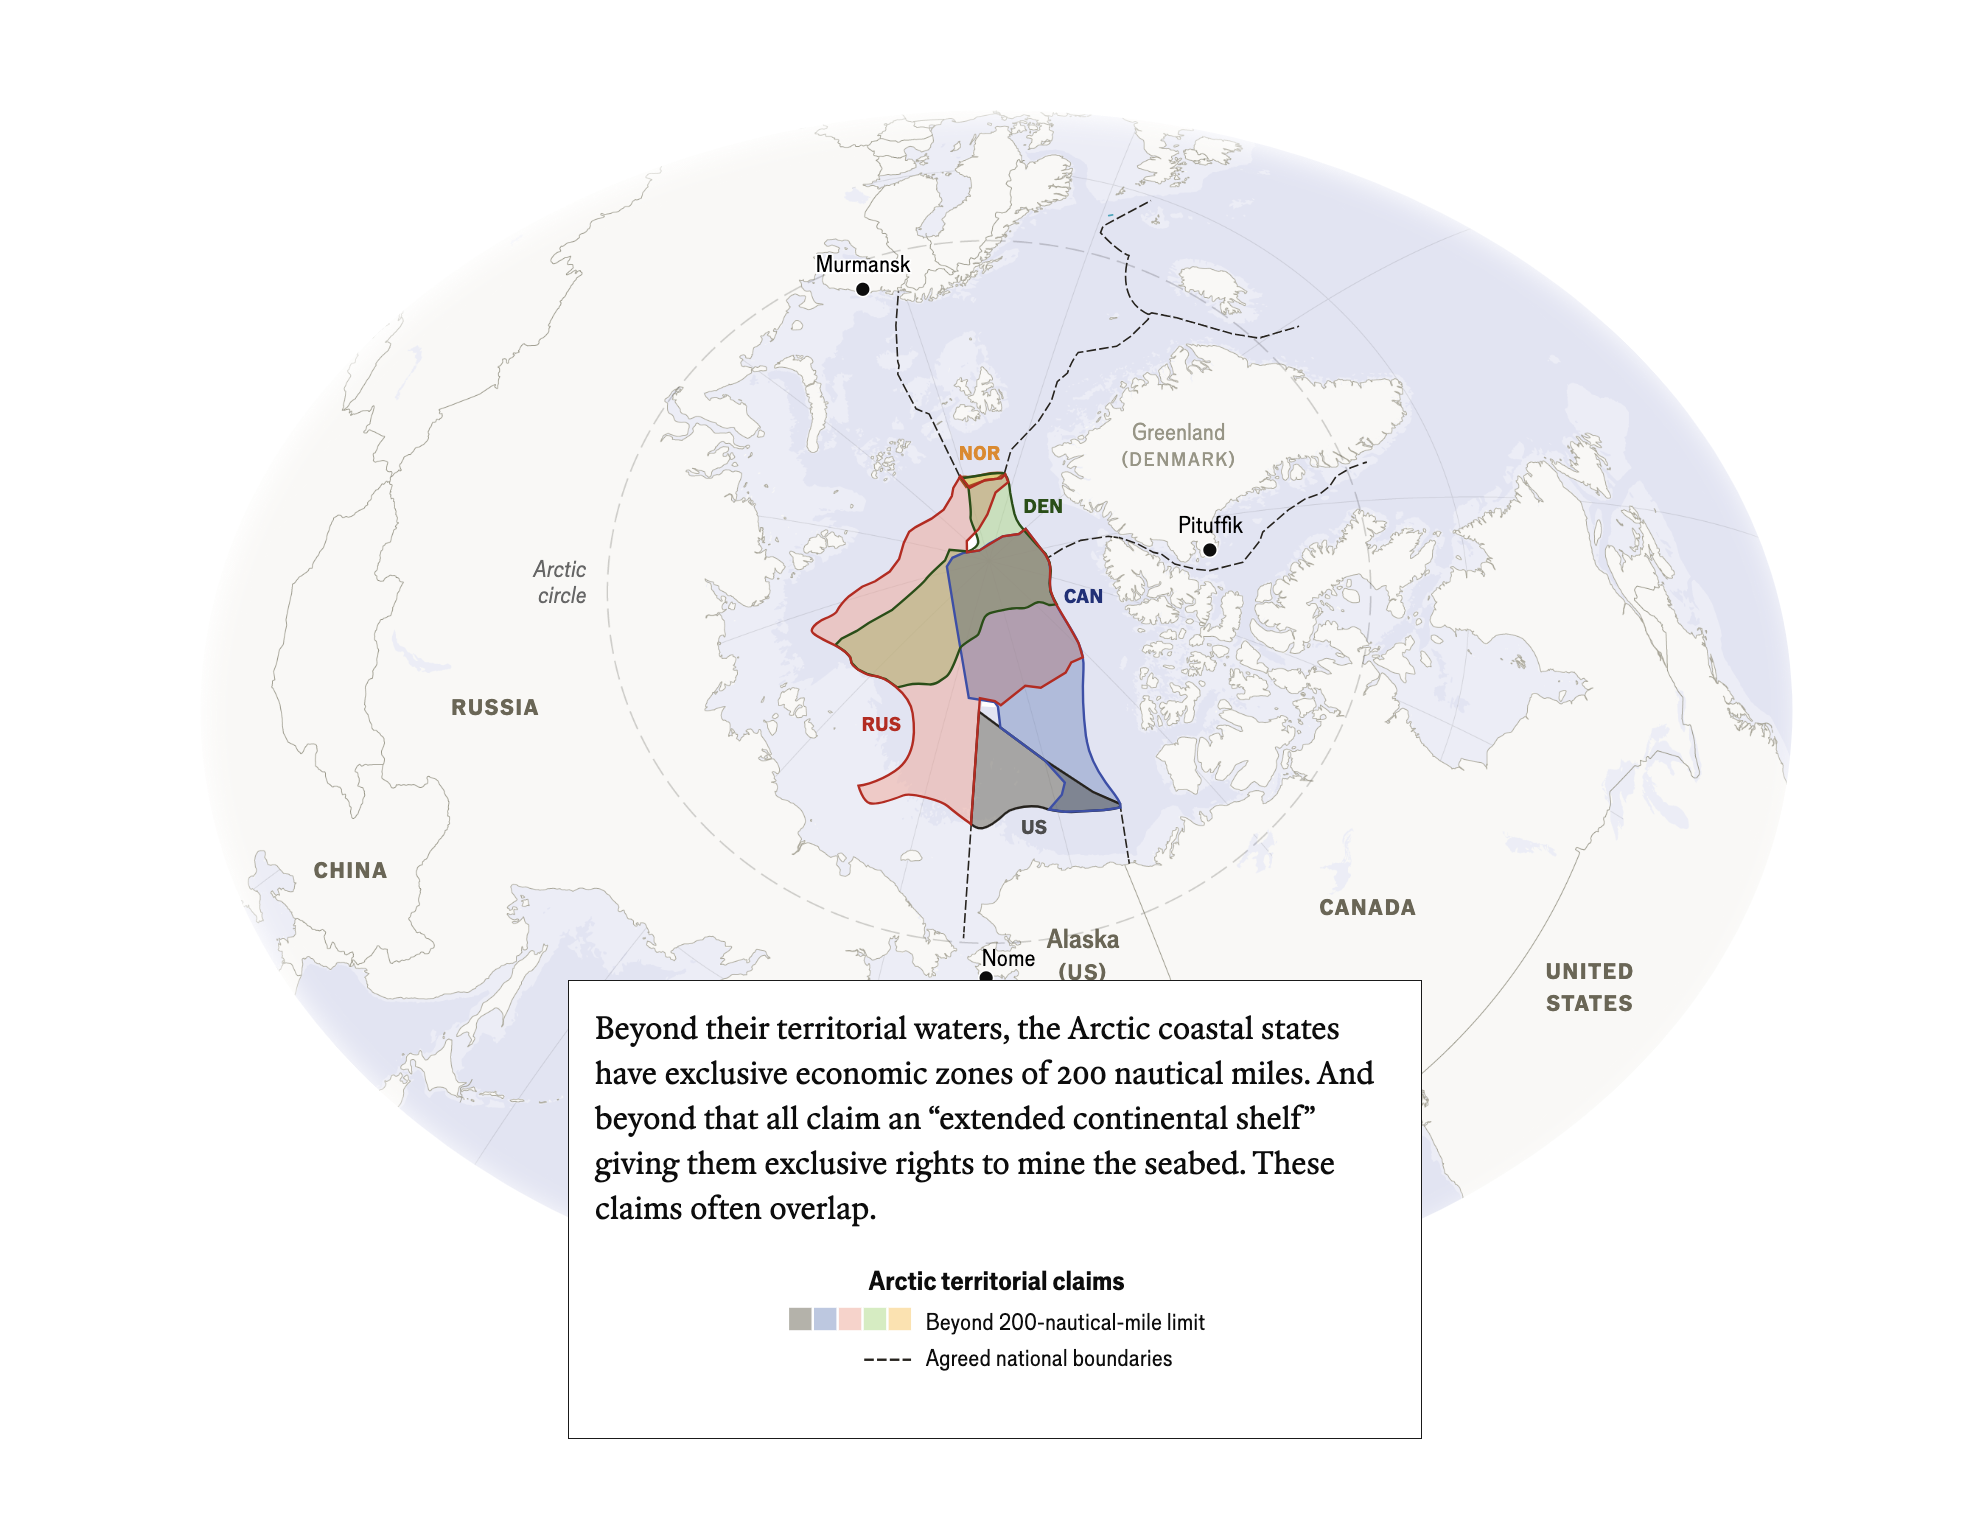 Murmansk
NOR
Greenland
(DENMARK)
DEN
Pituffik
Arctic
circle
CAN
RUSSIA
RUS
US
CHINA
CANADA
Alaska
(US)
Nome
UNITED
STATES
Beyond their territorial waters, the Arctic coastal states
have exclusive economic zones of 200 nautical miles. And
beyond that all claim an “extended continental shelf”
giving them exclusive rights to mine the seabed. These
claims often overlap.
Arctic territorial claims
Beyond 200-nautical-mile limit
Agreed national boundaries